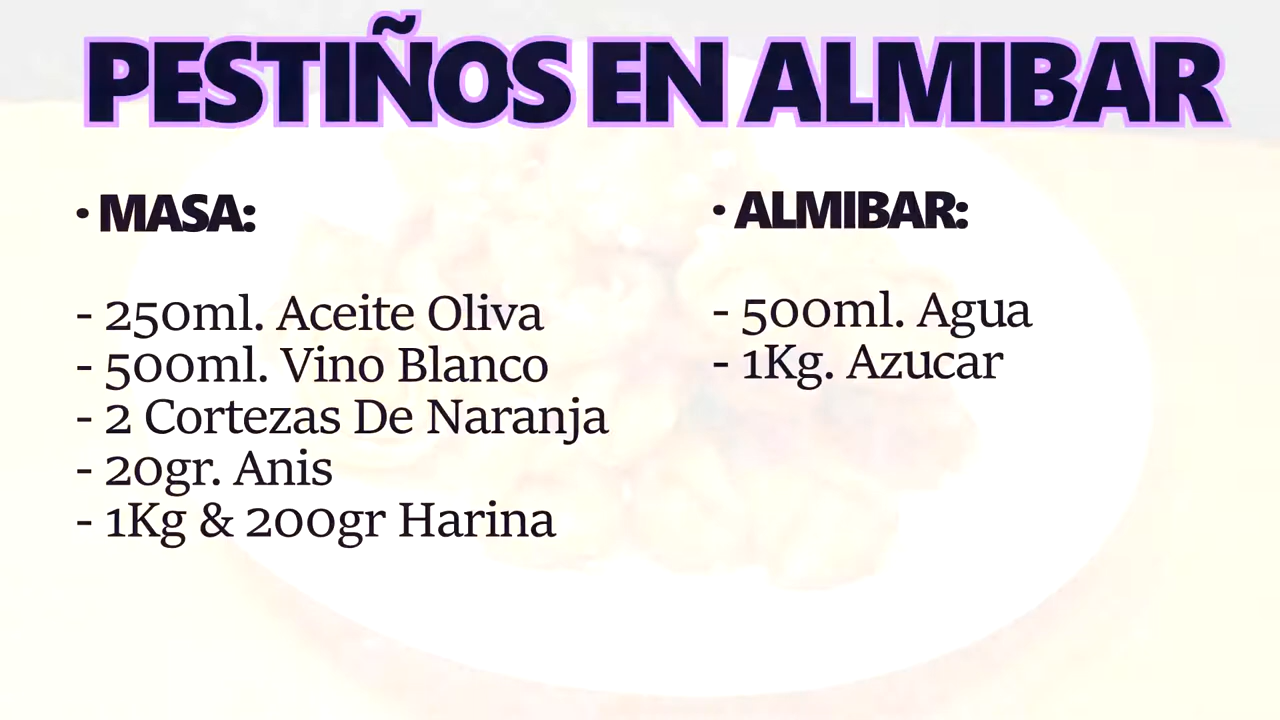 PESTIÑOS EN ALMIBAR
· MASA:
- 250ml. Aceite Oliva
- 500ml. Vino Blanco
- 2 Cortezas De Naranja
- 20gr. Anis
- 1Kg & 200gr Harina
· ALMIBAR:
- 500ml. Agua
- 1Kg. Azucar